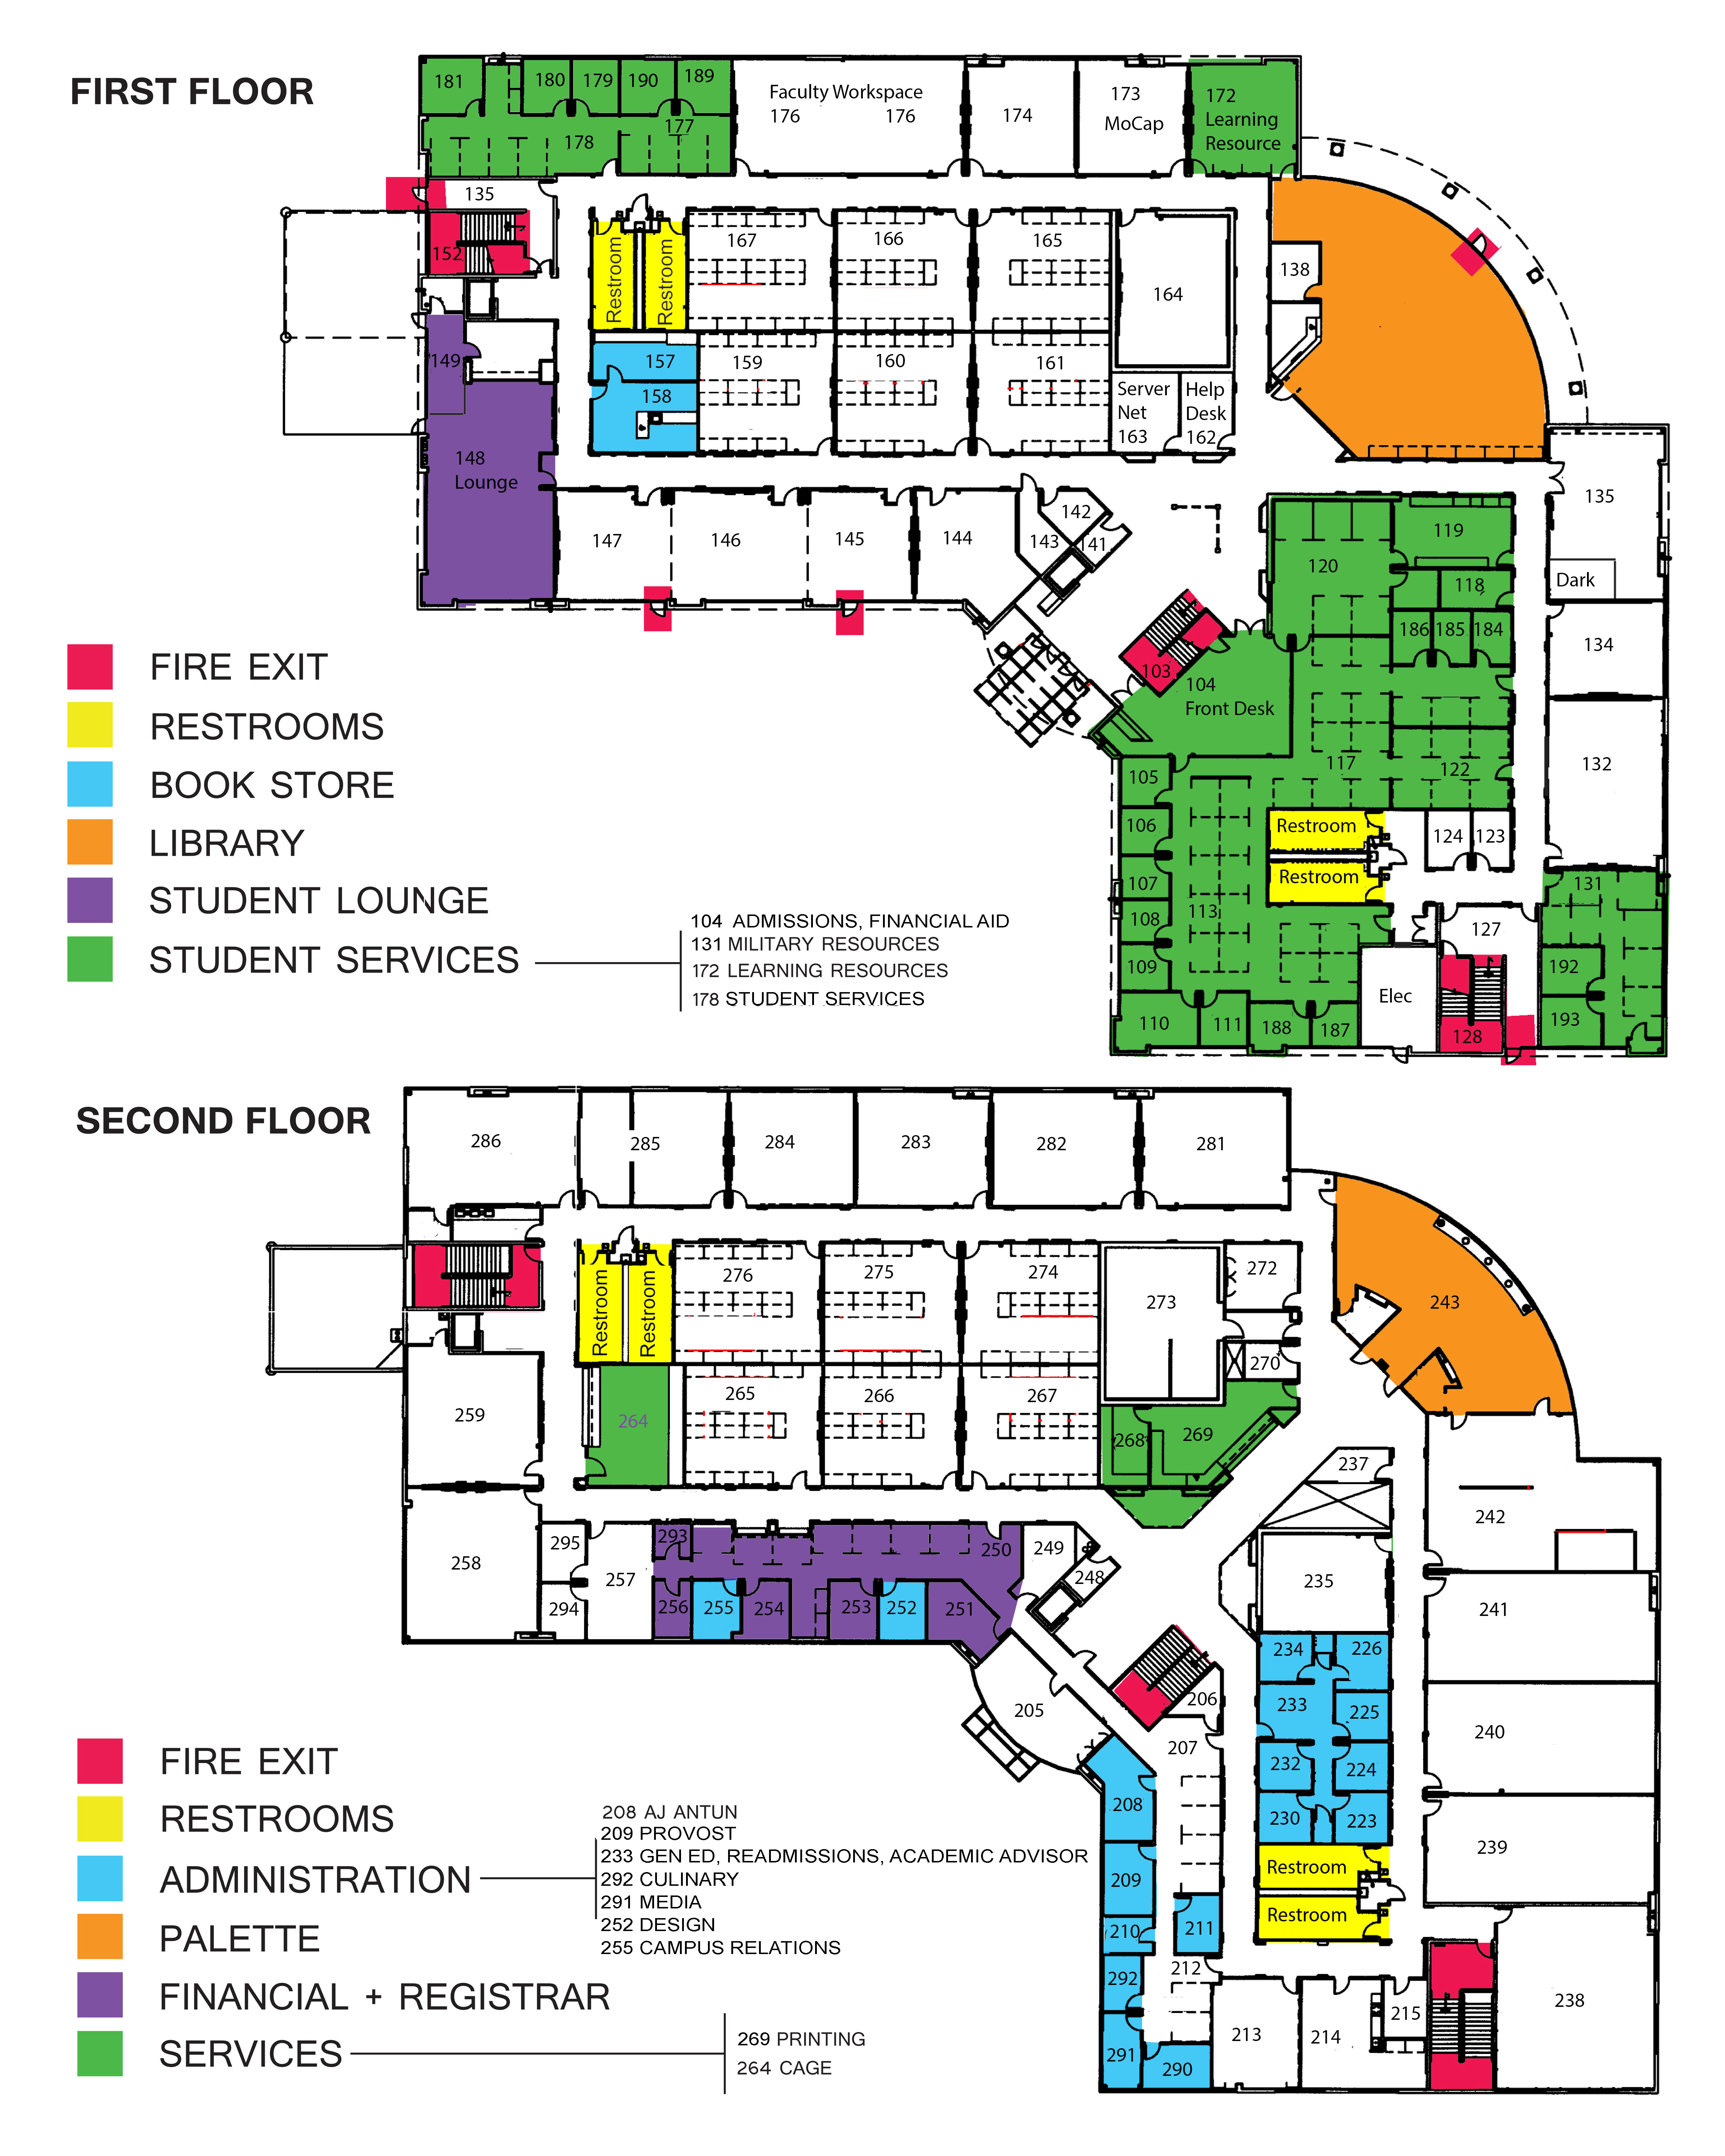 FIRST FLOOR
181
180
179
190
189
178
177
Faculty Workspace
176
176
174
173
MoCap
172
Learning
Resource
135
152
Restroom
Restroom
167
166
165
164
138
149
157
158
159
160
161
Server
Net
163
Help
Desk
162
148
Lounge
147
146
145
144
143
142
141
120
119
118
186
185
184
135
Dark
134
132
103
104
Front Desk
117
122
105
106
107
108
109
113
Restroom
Restroom
124
123
131
127
192
193
110
111
188
187
Elec
128
FIRE EXIT
RESTROOMS
BOOK STORE
LIBRARY
STUDENT LOUNGE
STUDENT SERVICES
104 ADMISSIONS, FINANCIAL AID
131 MILITARY RESOURCES
172 LEARNING RESOURCES
178 STUDENT SERVICES
SECOND FLOOR
286
285
284
283
282
281
Restroom
Restroom
276
275
274
273
272
270
243
259
264
265
266
267
268
269
237
242
258
295
294
257
293
256
255
254
253
252
251
250
249
248
235
241
205
206
207
234
226
233
225
232
224
230
223
240
239
208
209
210
211
Restroom
Restroom
212
292
291
290
213
214
215
238
FIRE EXIT
RESTROOMS
ADMINISTRATION
PALETTE
FINANCIAL + REGISTRAR
SERVICES
208 AJ ANTUN
209 PROVOST
233 GEN ED, READMISSIONS, ACADEMIC ADVISOR
292 CULINARY
291 MEDIA
252 DESIGN
255 CAMPUS RELATIONS
269 PRINTING
264 CAGE